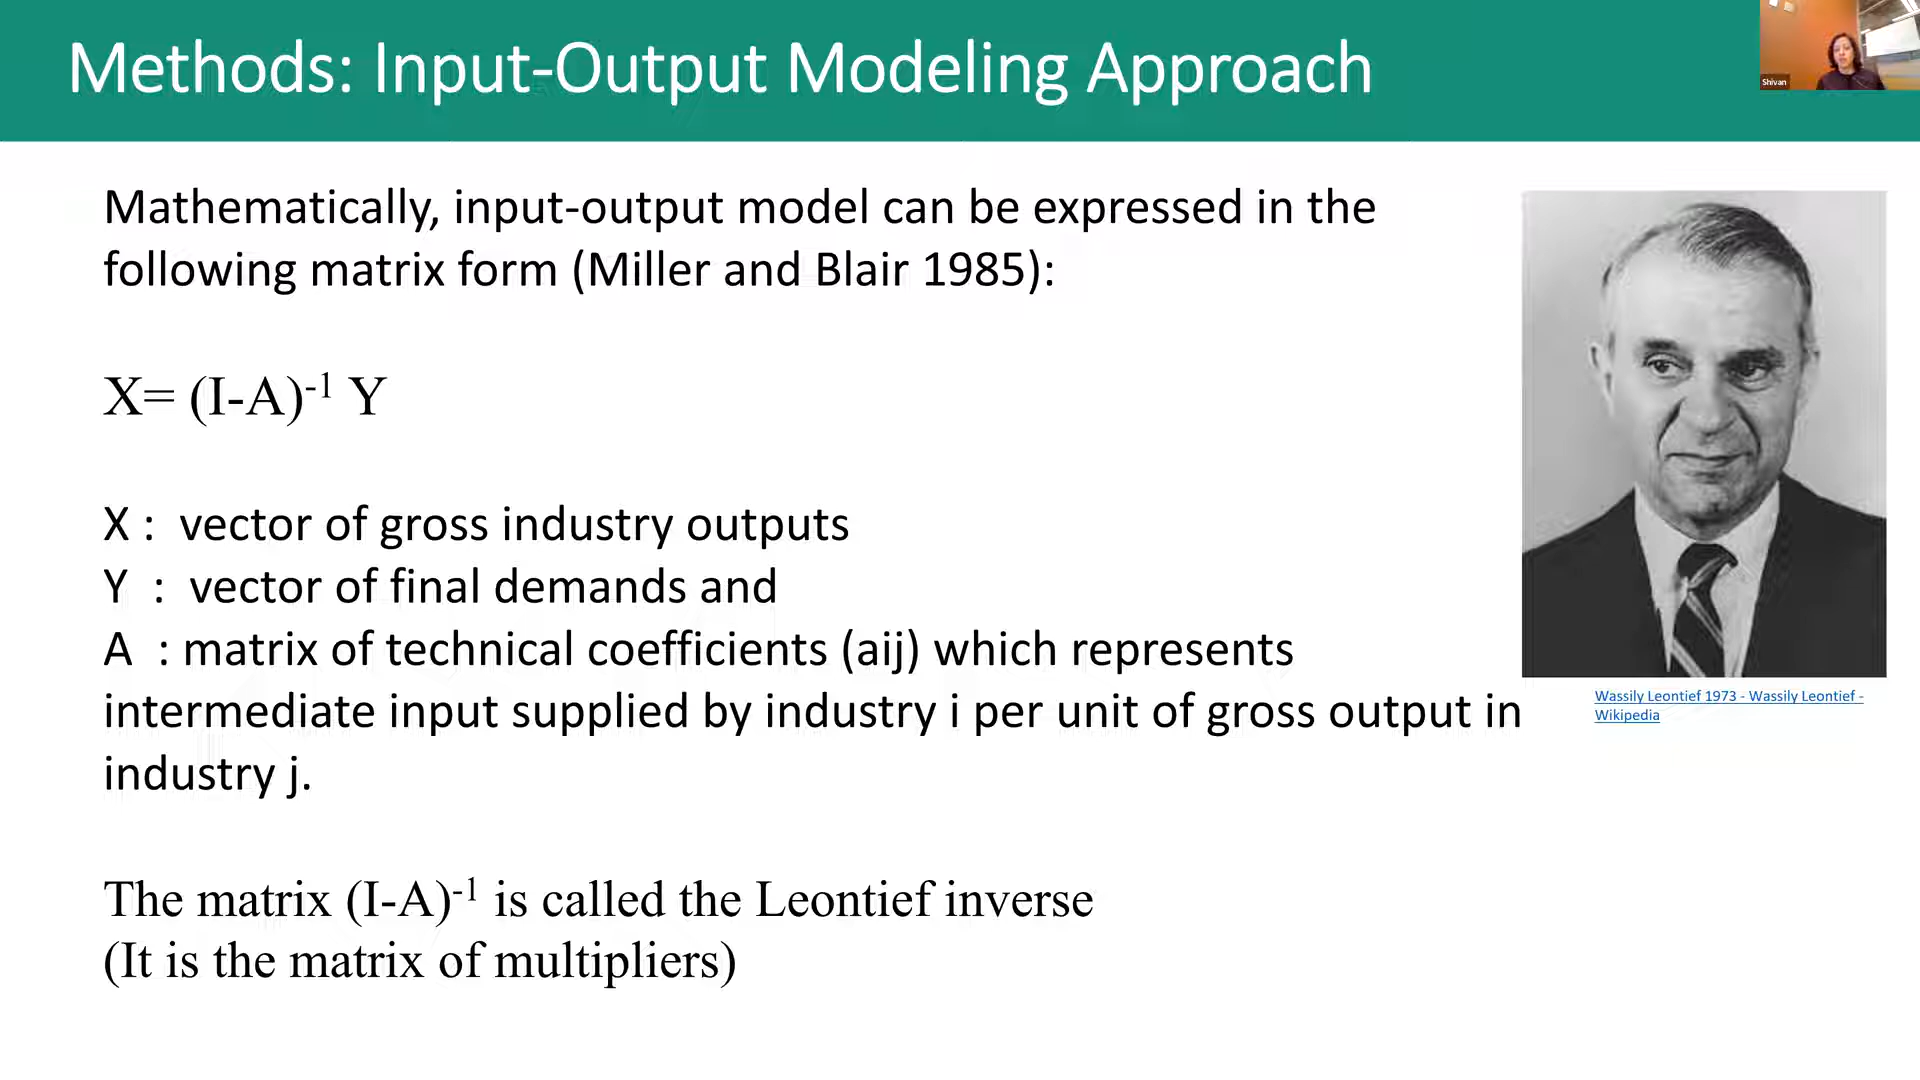 Methods: Input-Output Modeling Approach
Shivan
Mathematically, input-output model can be expressed in the
following matrix form (Miller and Blair 1985):
X= (I-A)⁻¹ Y
X : vector of gross industry outputs
Y : vector of final demands and
A : matrix of technical coefficients (aij) which represents
intermediate input supplied by industry i per unit of gross output in
industry j.
The matrix (I-A)⁻¹ is called the Leontief inverse
(It is the matrix of multipliers)
Wassily Leontief 1973 - Wassily Leontief -
Wikipedia